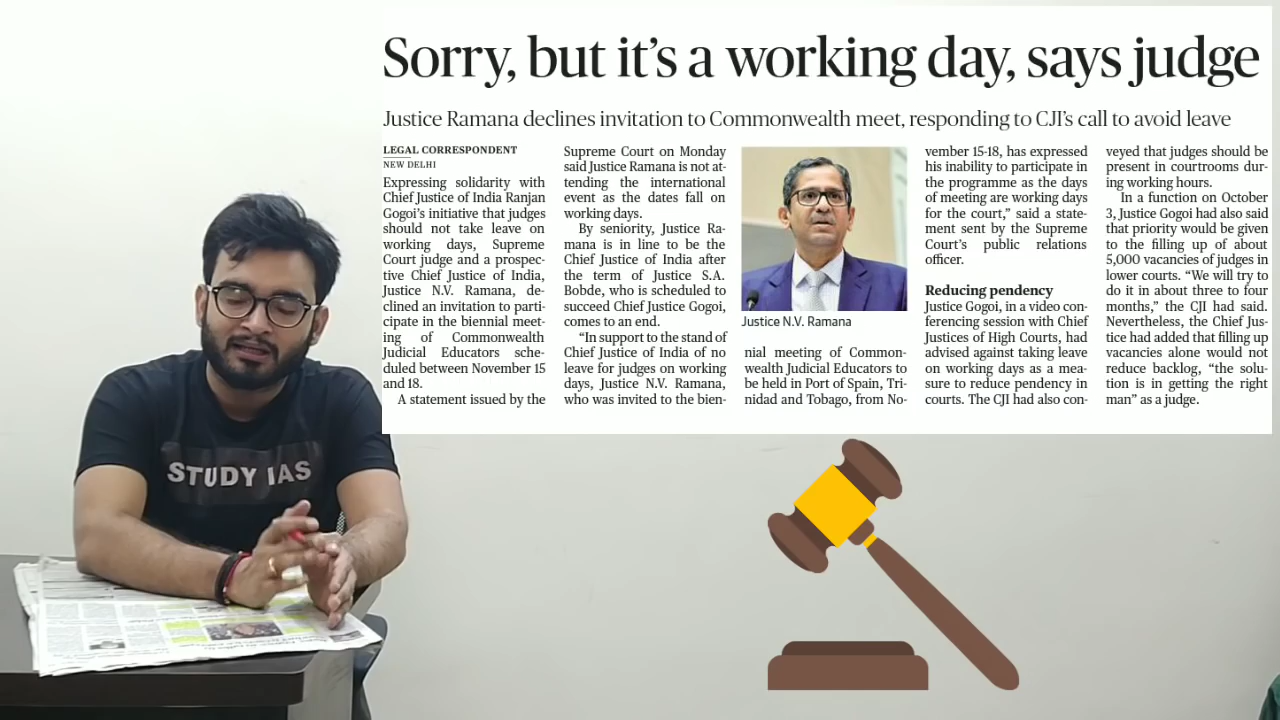 Sorry, but it's a working day, says judge
Justice Ramana declines invitation to Commonwealth meet, responding to CJI's call to avoid leave
LEGAL CORRESPONDENT
NEW DELHI
Expressing solidarity with
Chief Justice of India Ranjan
Gogoi's initiative that judges
should not take leave on
working days, Supreme
Court judge and a prospec-
tive Chief Justice of India,
Justice N.V. Ramana, de-
clined an invitation to parti-
cipate in the biennial meet-
ing of Commonwealth
Judicial Educators sche-
duled between November 15
and 18.
A statement issued by the
Supreme Court on Monday
said Justice Ramana is not at-
tending the international
event as the dates fall on
working days.
By seniority, Justice Ra-
mana is in line to be the
Chief Justice of India after
the term of Justice S.A.
Bobde, who is scheduled to
succeed Chief Justice Gogoi,
comes to an end.
“In support to the stand of
Chief Justice of India of no
leave for judges on working
days, Justice N.V. Ramana,
who was invited to the bien-
Justice N.V. Ramana
nial meeting of Common-
wealth Judicial Educators to
be held in Port of Spain, Tri-
nidad and Tobago, from No-
vember 15-18, has expressed
his inability to participate in
the programme as the days
of meeting are working days
for the court,” said a state-
ment sent by the Supreme
Court's public relations
officer.
Reducing pendency
Justice Gogoi, in a video con-
ferencing session with Chief
Justices of High Courts, had
advised against taking leave
on working days as a mea-
sure to reduce pendency in
courts. The CJI had also con-
veyed that judges should be
present in courtrooms dur-
ing working hours.
In a function on October
3, Justice Gogoi had also said
that priority would be given
to the filling up of about
5,000 vacancies of judges in
lower courts. “We will try to
do it in about three to four
months,” the CJI had said.
Nevertheless, the Chief Jus-
tice had added that filling up
vacancies alone would not
reduce backlog, “the solu-
tion is in getting the right
man” as a judge.
STUDY IAS